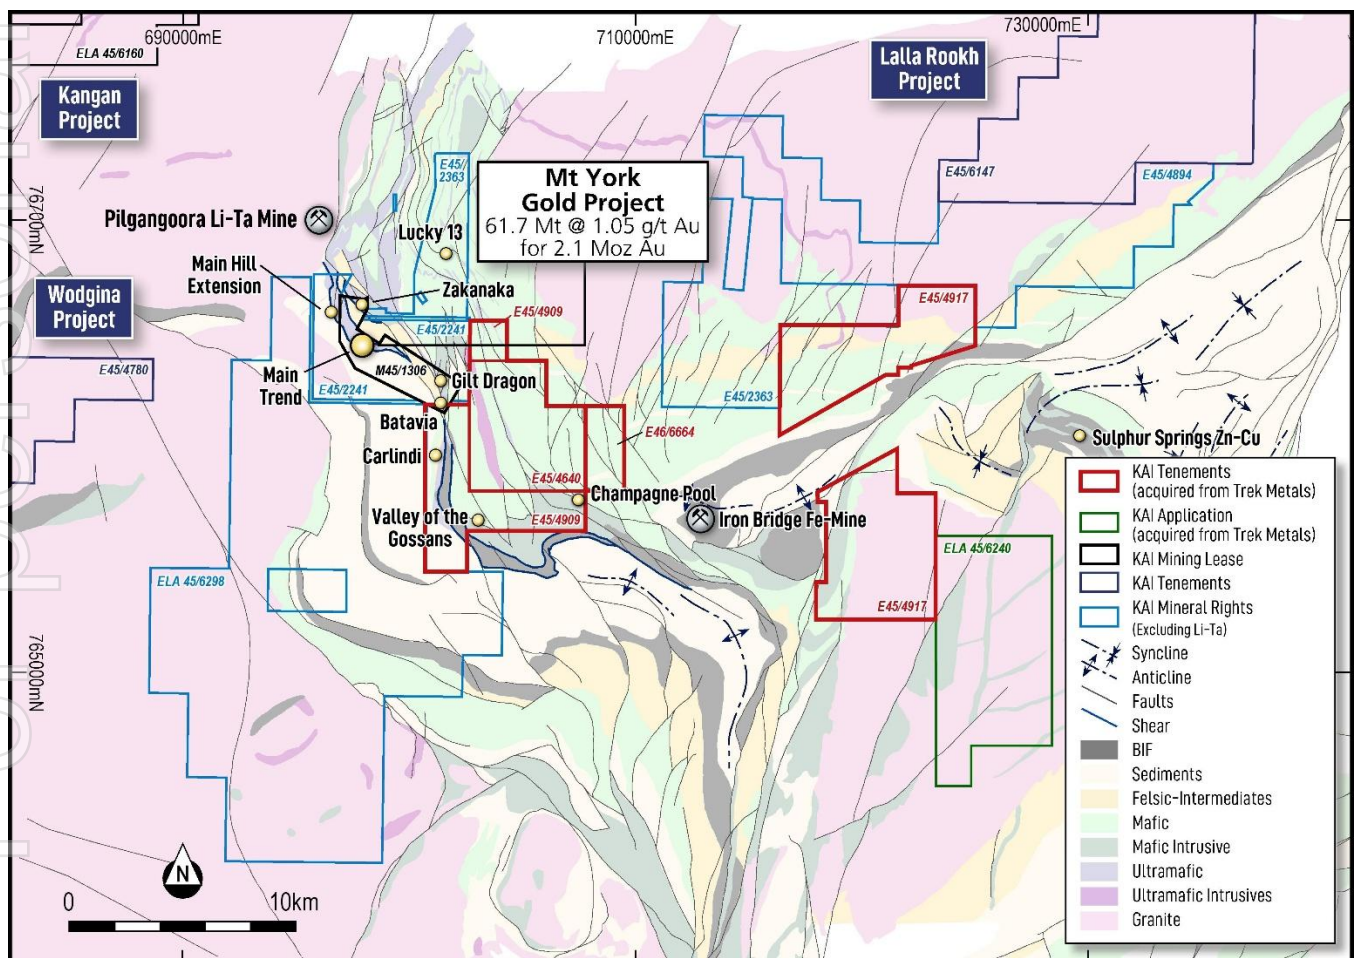 690000mE
710000mE
730000mE
ELA 45/6160
Kangan
Project
Lalla Rookh
Project
E45/
2363
E45/6147
E45/4894
Mt York
Gold Project
61.7 Mt @ 1.05 g/t Au
for 2.1 Moz Au
7670000mN
Pilgangoora Li-Ta Mine
Lucky 13
Main Hill
Extension
Zakanaka
Wodgina
Project
E45/4909
E45/4917
E45/2241
E45/4780
Main
Trend
M45/1306
Gilt Dragon
E45/2241
E45/2363
Batavia
E46/6664
Sulphur Springs Zn-Cu
Carlindi
E45/4640
Champagne Pool
Valley of the
Gossans
E45/4909
Iron Bridge Fe-Mine
ELA 45/6240
ELA 45/6298
E45/4917
7650000mN
KAI Tenements
(acquired from Trek Metals)
KAI Application
(acquired from Trek Metals)
KAI Mining Lease
KAI Tenements
KAI Mineral Rights
(Excluding Li-Ta)
Syncline
Anticline
Faults
Shear
BIF
Sediments
Felsic-Intermediates
Mafic
Mafic Intrusive
Ultramafic
Ultramafic Intrusives
Granite
N
0 10km